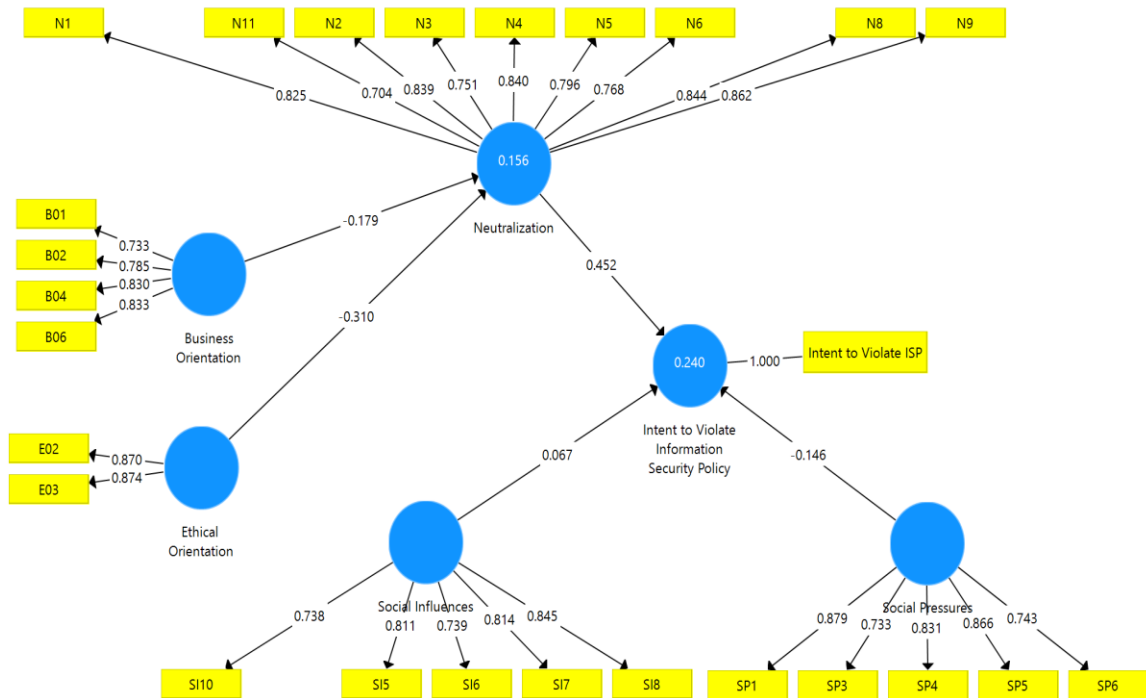 N1
N11
N2
N3
N4
N5
N6
N8
N9
0.825
0.704
0.839
0.751
0.840
0.796
0.768
0.844
0.862
0.156
Neutralization
B01
B02
B04
B06
0.733
0.785
0.830
0.833
Business
Orientation
-0.179
-0.310
0.452
E02
E03
0.870
0.874
Ethical
Orientation
0.240
1.000
Intent to Violate ISP
Intent to Violate
Information
Security Policy
0.067
-0.146
Social Influences
0.738
0.811
0.739
0.814
0.845
SI10
SI5
SI6
SI7
SI8
Social Pressures
0.879
0.733
0.831
0.866
0.743
SP1
SP3
SP4
SP5
SP6